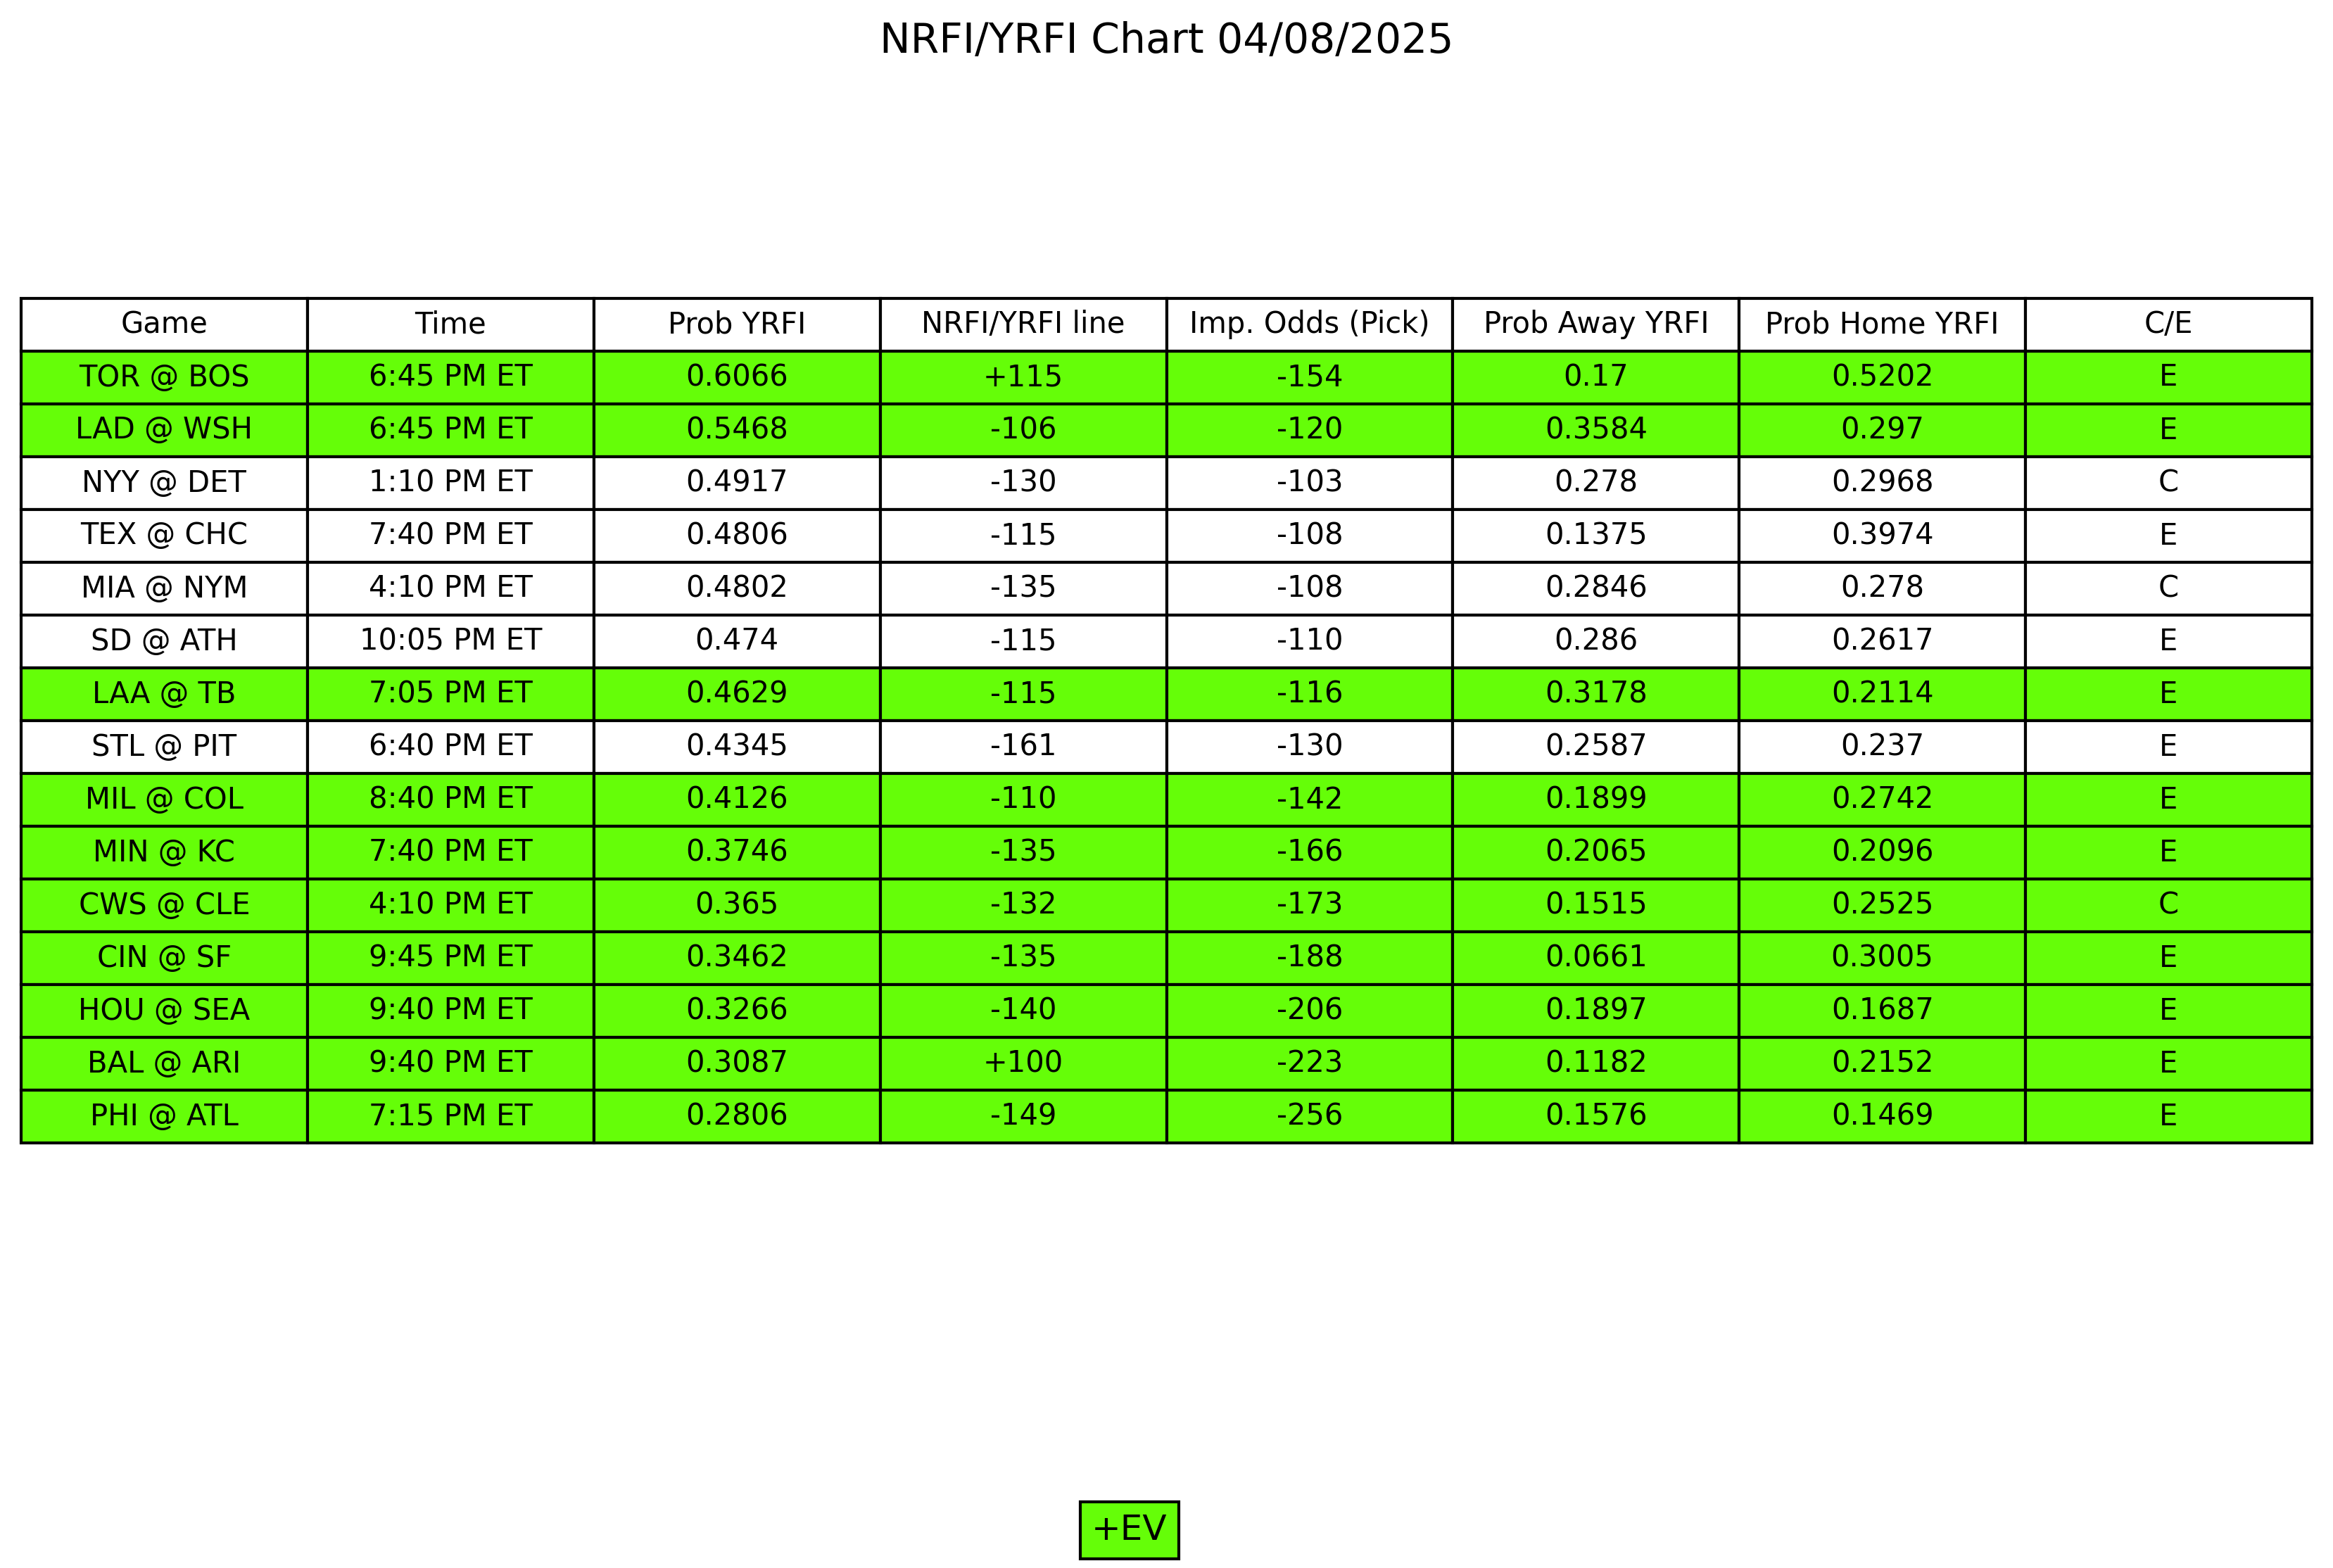 NRFI/YRFI Chart 04/08/2025
Game Time Prob YRFI NRFI/YRFI line Imp. Odds (Pick) Prob Away YRFI Prob Home YRFI C/E
TOR @ BOS 6:45 PM ET 0.6066 +115 -154 0.17 0.5202 E
LAD @ WSH 6:45 PM ET 0.5468 -106 -120 0.3584 0.297 E
NYY @ DET 1:10 PM ET 0.4917 -130 -103 0.278 0.2968 C
TEX @ CHC 7:40 PM ET 0.4806 -115 -108 0.1375 0.3974 E
MIA @ NYM 4:10 PM ET 0.4802 -135 -108 0.2846 0.278 C
SD @ ATH 10:05 PM ET 0.474 -115 -110 0.286 0.2617 E
LAA @ TB 7:05 PM ET 0.4629 -115 -116 0.3178 0.2114 E
STL @ PIT 6:40 PM ET 0.4345 -161 -130 0.2587 0.237 E
MIL @ COL 8:40 PM ET 0.4126 -110 -142 0.1899 0.2742 E
MIN @ KC 7:40 PM ET 0.3746 -135 -166 0.2065 0.2096 E
CWS @ CLE 4:10 PM ET 0.365 -132 -173 0.1515 0.2525 C
CIN @ SF 9:45 PM ET 0.3462 -135 -188 0.0661 0.3005 E
HOU @ SEA 9:40 PM ET 0.3266 -140 -206 0.1897 0.1687 E
BAL @ ARI 9:40 PM ET 0.3087 +100 -223 0.1182 0.2152 E
PHI @ ATL 7:15 PM ET 0.2806 -149 -256 0.1576 0.1469 E
+EV